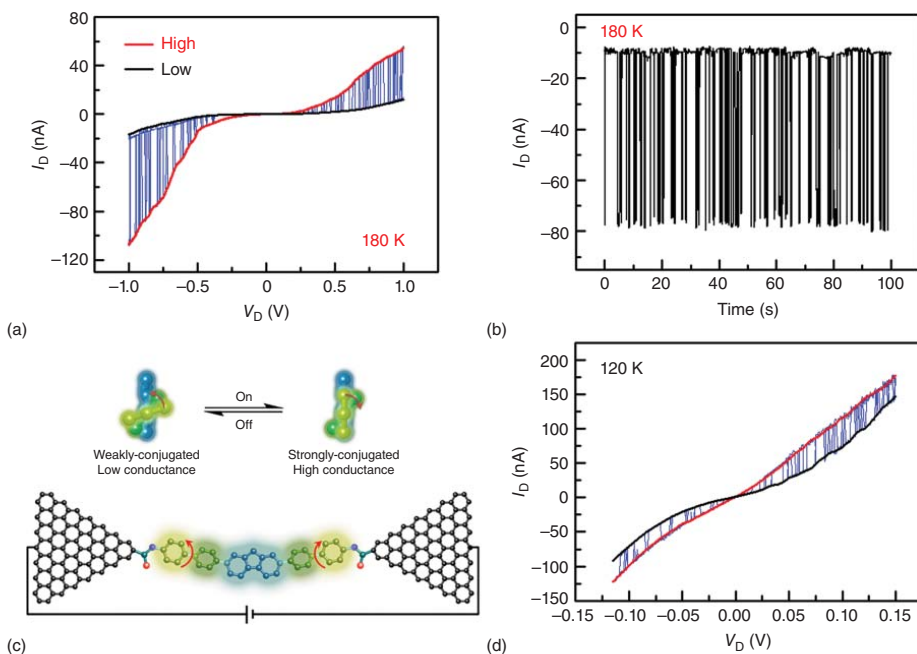 80
40
0
−40
−80
−120
I_D (nA)
High
Low
180 K
−1.0
−0.5
0
0.5
1.0
V_D (V)
(a)
0
−20
−40
−60
−80
I_D (nA)
180 K
0
20
40
60
80
100
Time (s)
(b)
On
Off
Weakly-conjugated
Low conductance
Strongly-conjugated
High conductance
(c)
200
150
100
50
0
−50
−100
−150
I_D (nA)
120 K
−0.15
−0.10
−0.05
0.00
0.05
0.10
0.15
V_D (V)
(d)